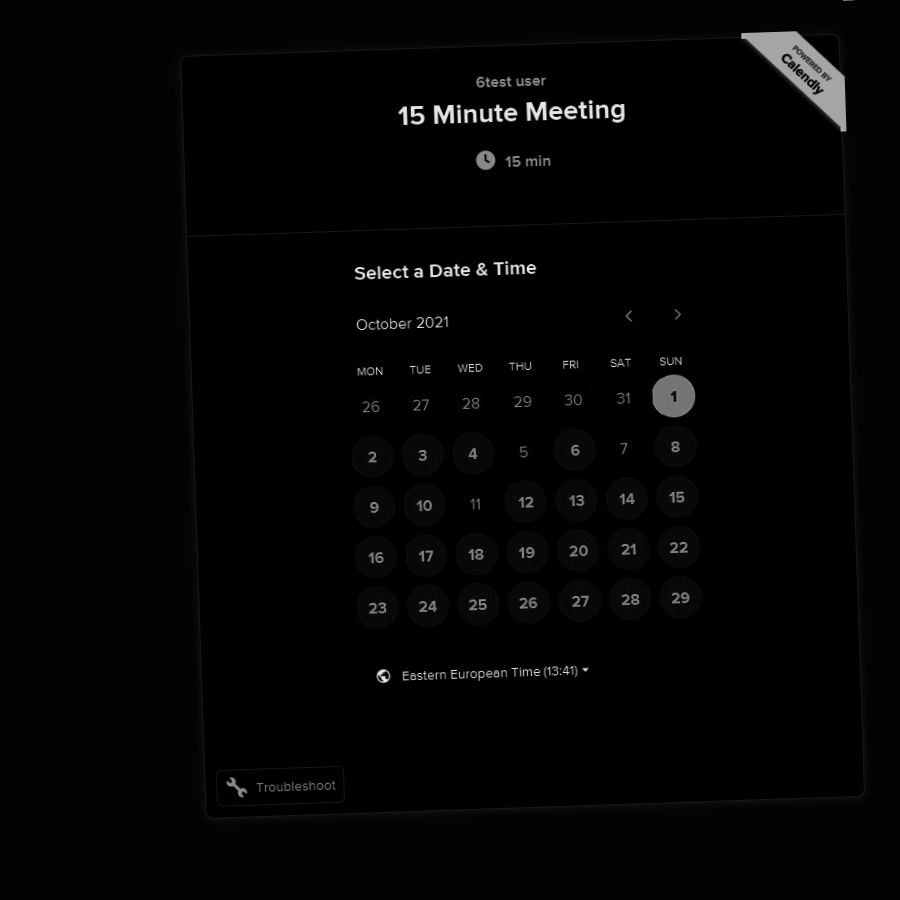 POWERED BY
Calendly
6test user
15 Minute Meeting
15 min
Select a Date & Time
October 2021
MON TUE WED THU FRI SAT SUN
26 27 28 29 30 31 1
2 3 4 5 6 7 8
9 10 11 12 13 14 15
16 17 18 19 20 21 22
23 24 25 26 27 28 29
Eastern European Time (13:41)
Troubleshoot